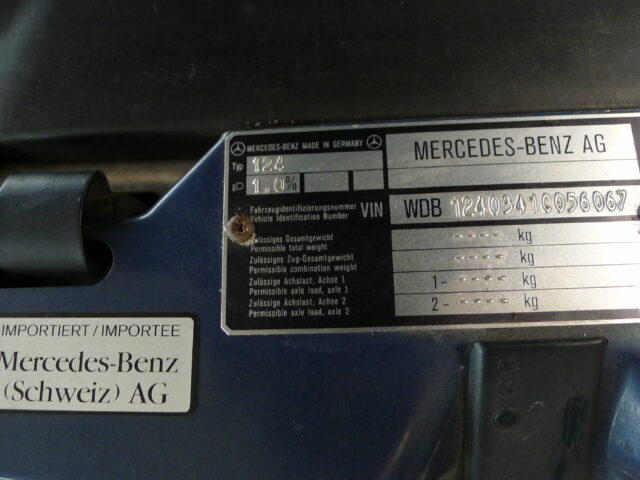 MERCEDES-BENZ MADE IN GERMANY
MERCEDES-BENZ AG
Typ 124
1.0%
Fahrzeugidentifizierungsnummer
Vehicle Identification Number
VIN WDB 1240341C056067
Zulässiges Gesamtgewicht
Permissible total weight
---- kg
Zulässiges Zug-Gesamtgewicht
Permissible combination weight
---- kg
Zulässige Achslast, Achse 1
Permissible axle load, axle 1
1- ---- kg
Zulässige Achslast, Achse 2
Permissible axle load, axle 2
2- ---- kg
IMPORTIERT / IMPORTEE
Mercedes-Benz
(Schweiz) AG